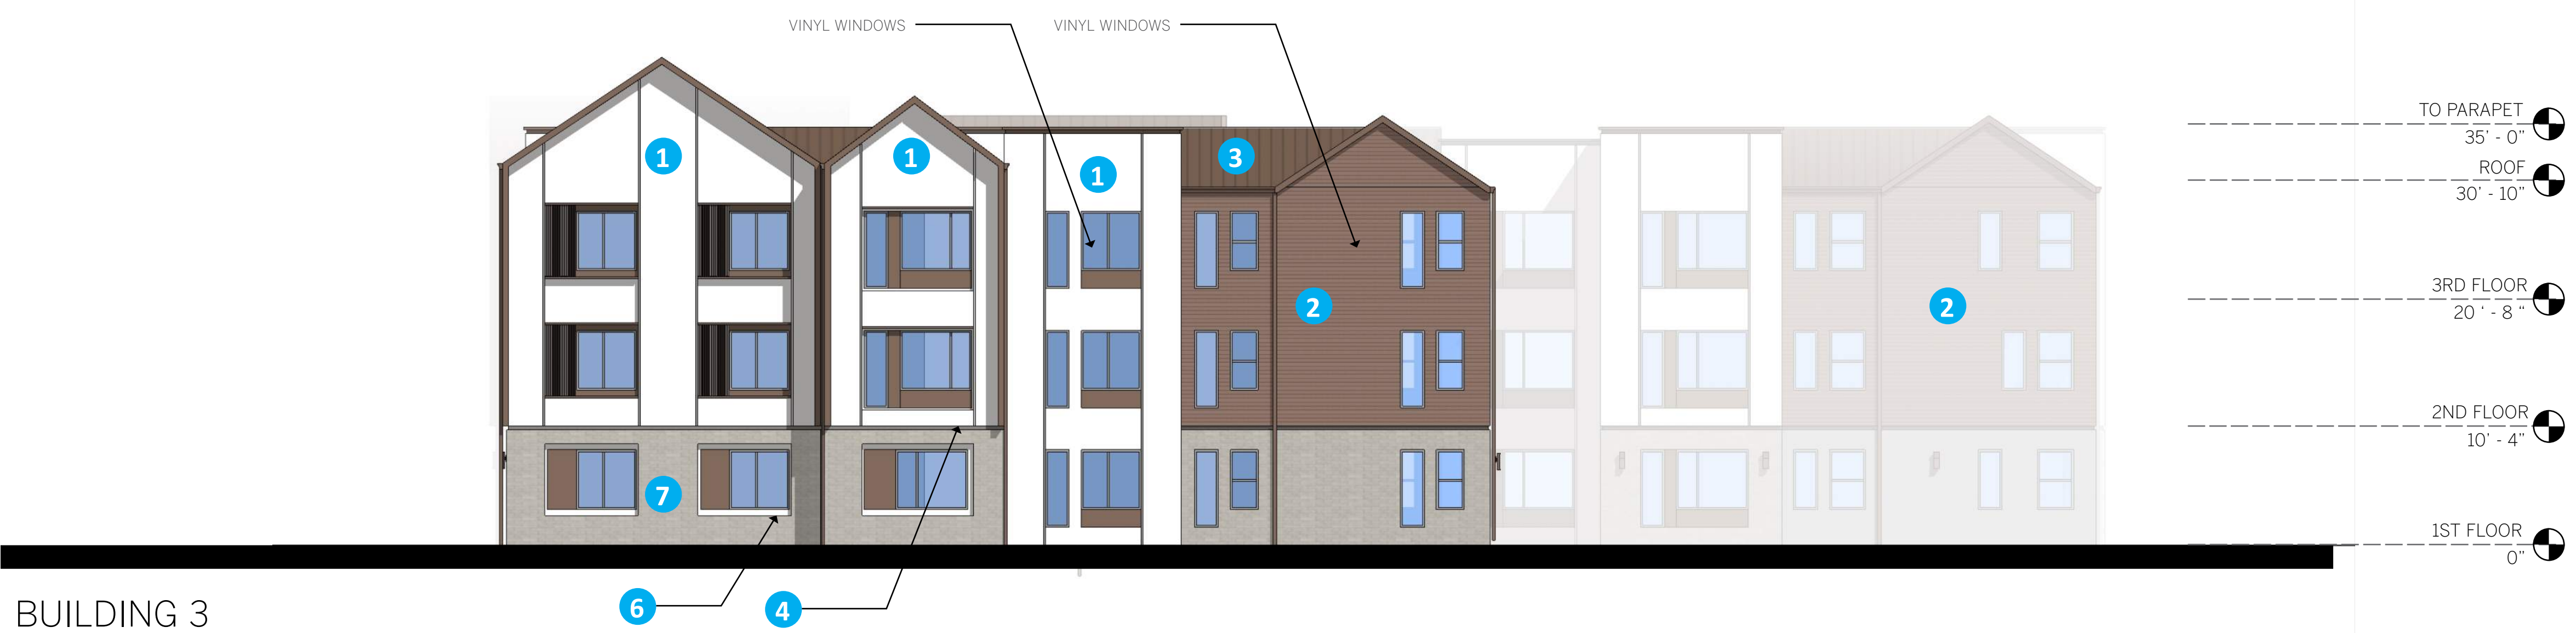 VINYL WINDOWS
VINYL WINDOWS
TO PARAPET
35' - 0"
1
1
3
1
ROOF
30' - 10"
3RD FLOOR
20 ' - 8 "
2
2
2ND FLOOR
10' - 4"
7
1ST FLOOR
0"
6
4
BUILDING 3